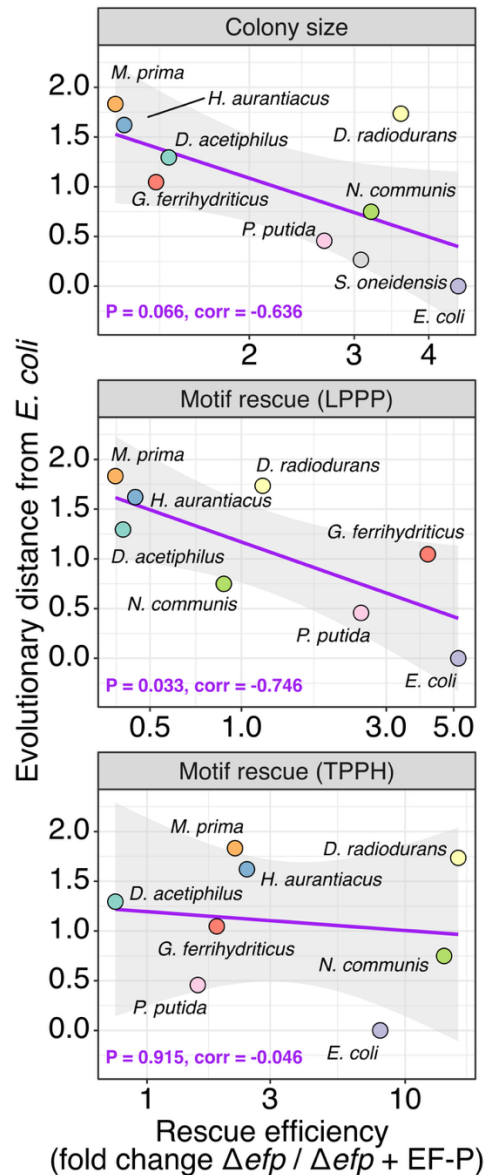 Colony size
2.0
1.5
1.0
0.5
0.0
M. prima
H. aurantiacus
D. acetiphilus
D. radiodurans
G. ferrihydriticus
N. communis
P. putida
S. oneidensis
E. coli
P = 0.066, corr = -0.636
2
3
4
Evolutionary distance from E. coli
Motif rescue (LPPP)
2.0
1.5
1.0
0.5
0.0
M. prima
D. radiodurans
H. aurantiacus
G. ferrihydriticus
D. acetiphilus
N. communis
P. putida
E. coli
P = 0.033, corr = -0.746
0.5
1.0
3.0
5.0
Motif rescue (TPPH)
2.0
1.5
1.0
0.5
0.0
M. prima
D. radiodurans
H. aurantiacus
D. acetiphilus
G. ferrihydriticus
N. communis
P. putida
E. coli
P = 0.915, corr = -0.046
1
3
10
Rescue efficiency
(fold change Δefp / Δefp + EF-P)